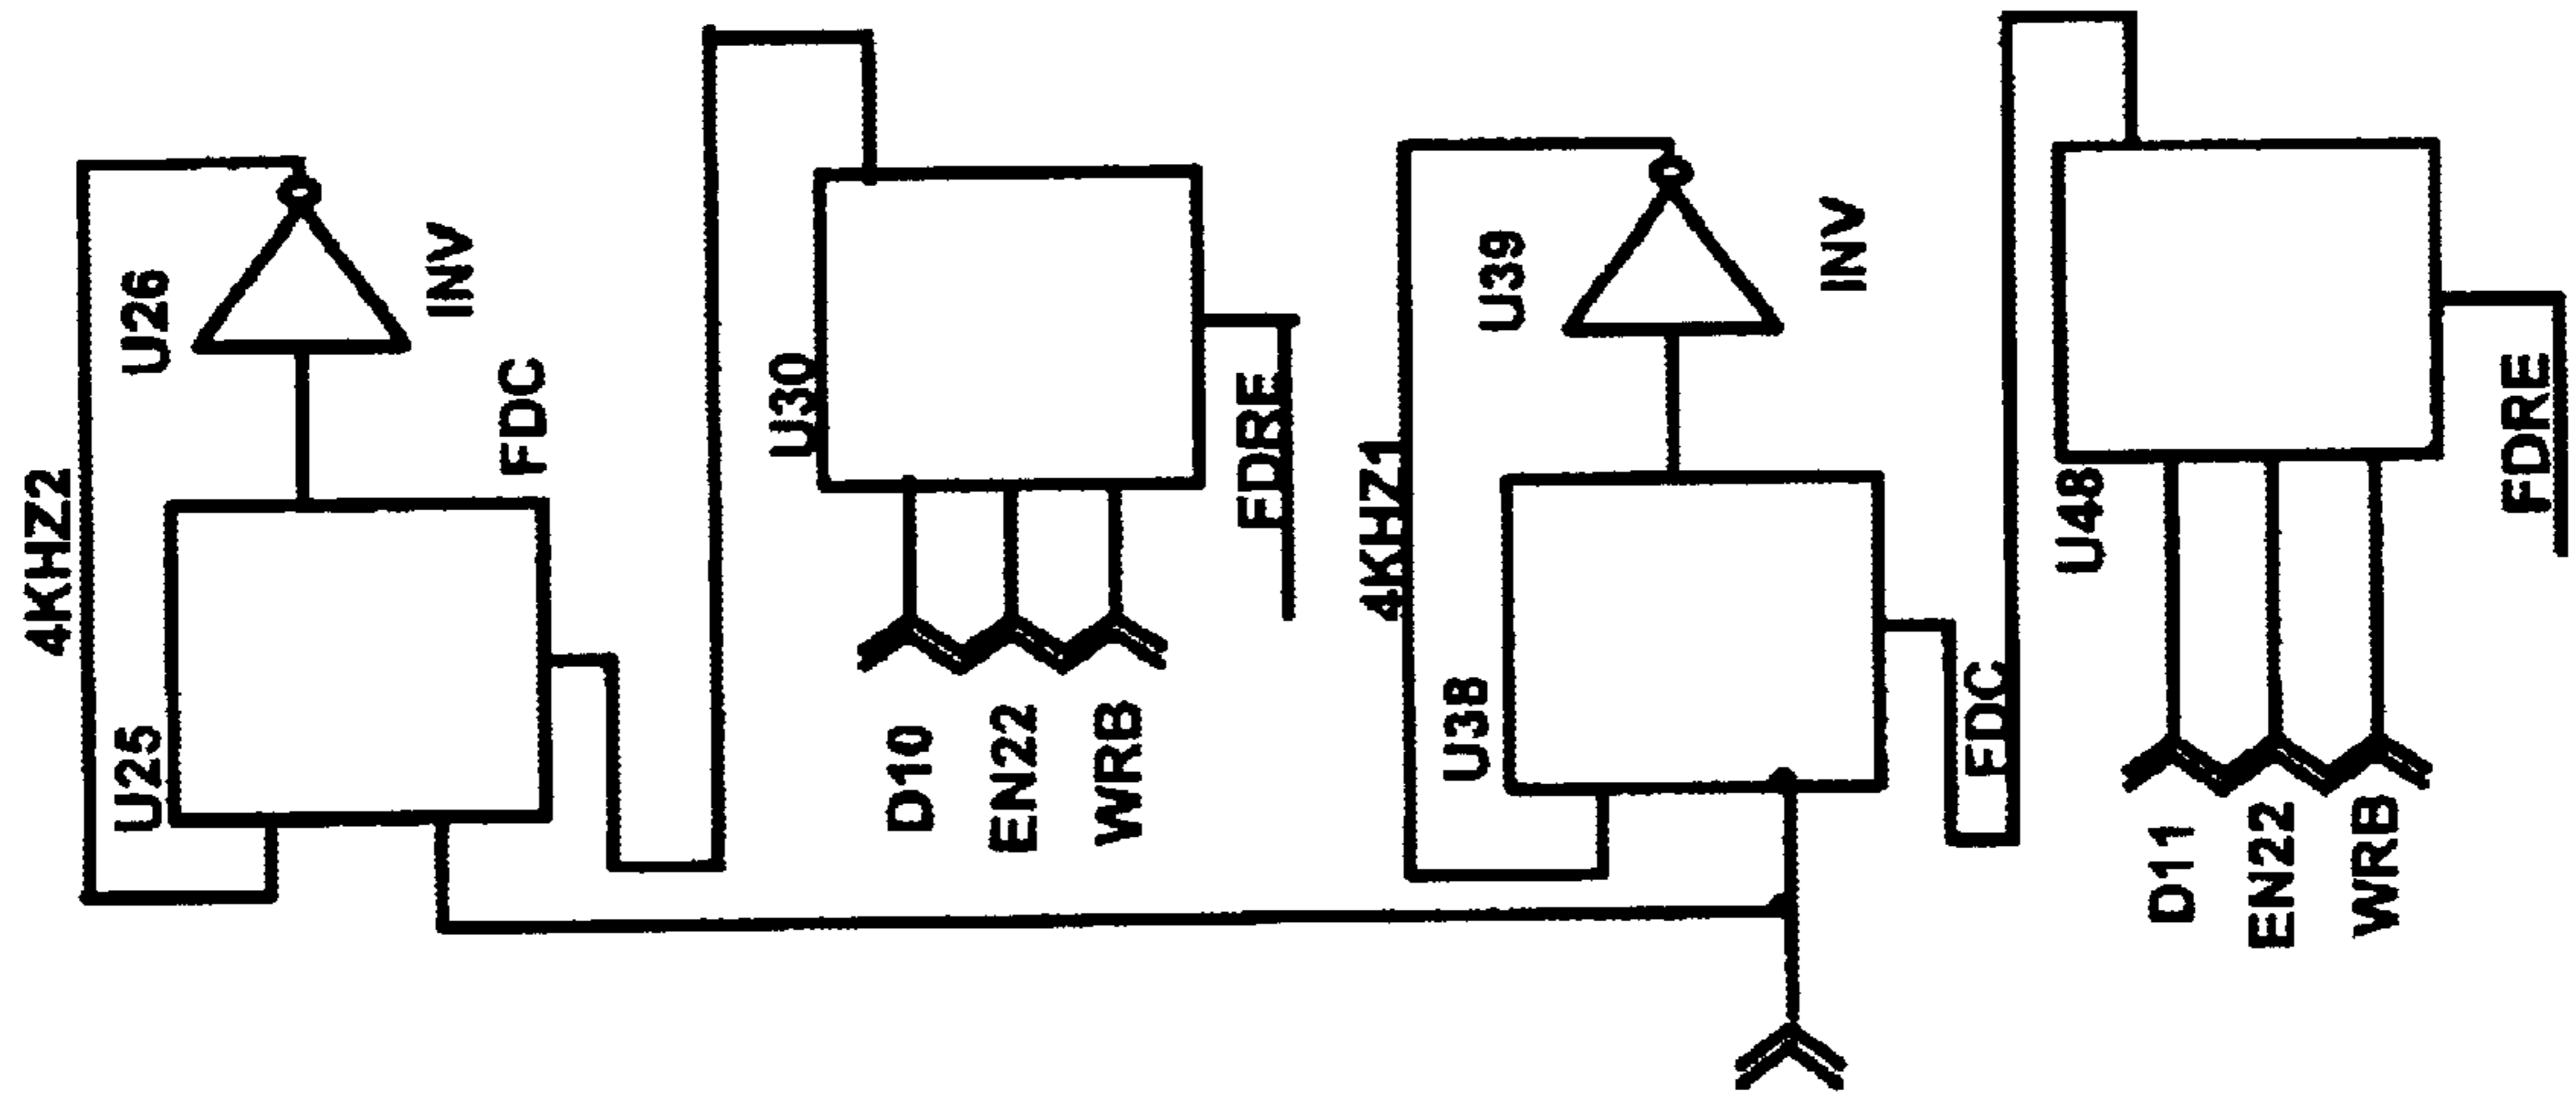 4KHZ2
U26
INV
U25
FDC
U30
FDRE
D10
EN22
WRB
4KHZ1
U39
INV
U38
FDC
U48
FDRE
D11
EN22
WRB